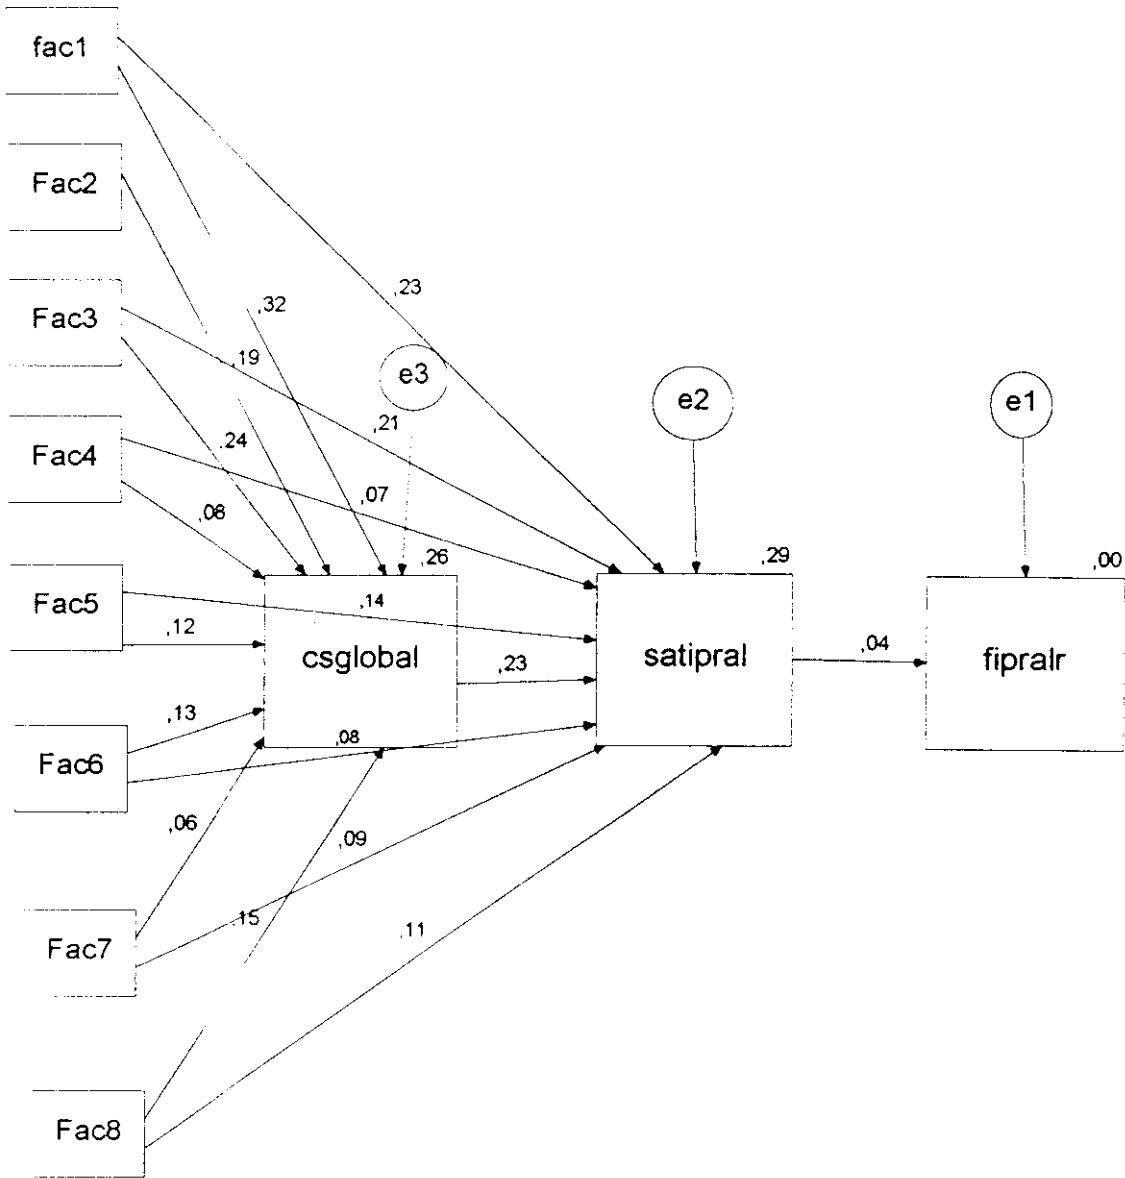 fac1
Fac2
Fac3
,23
,32
,19
e3
e2
e1
,21
Fac4
,24
,07
,08
,26
,29
,00
Fac5
,14
,12
csglobal
,23
satipral
,04
fipralr
,13
,08
Fac6
,06
,09
Fac7
,15
,11
Fac8